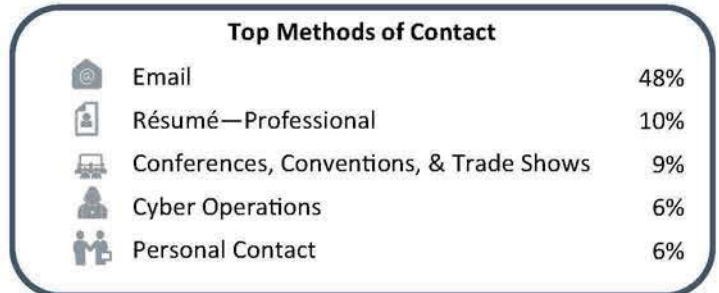 Top Methods of Contact
Email 48%
Résumé—Professional 10%
Conferences, Conventions, & Trade Shows 9%
Cyber Operations 6%
Personal Contact 6%